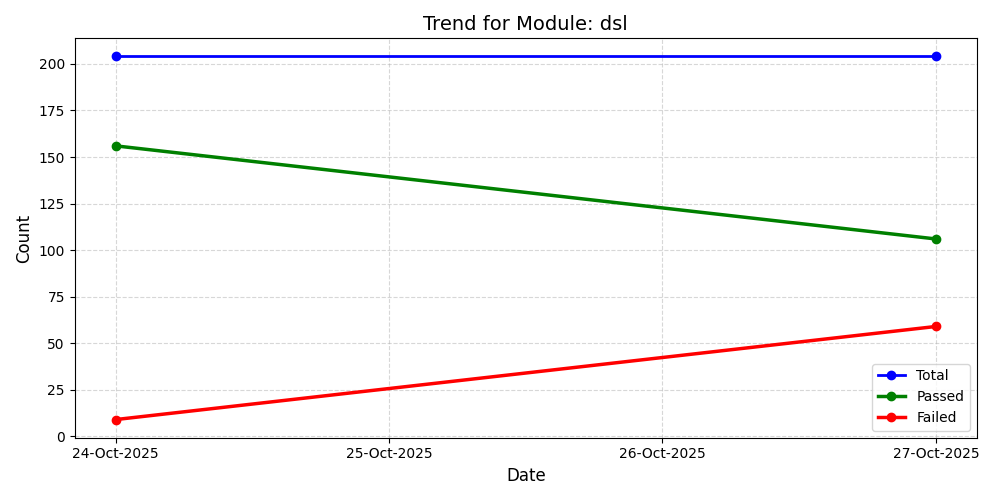 Trend for Module: dsl
Count
200
175
150
125
100
75
50
25
0
Total
Passed
Failed
24-Oct-2025
25-Oct-2025
26-Oct-2025
27-Oct-2025
Date